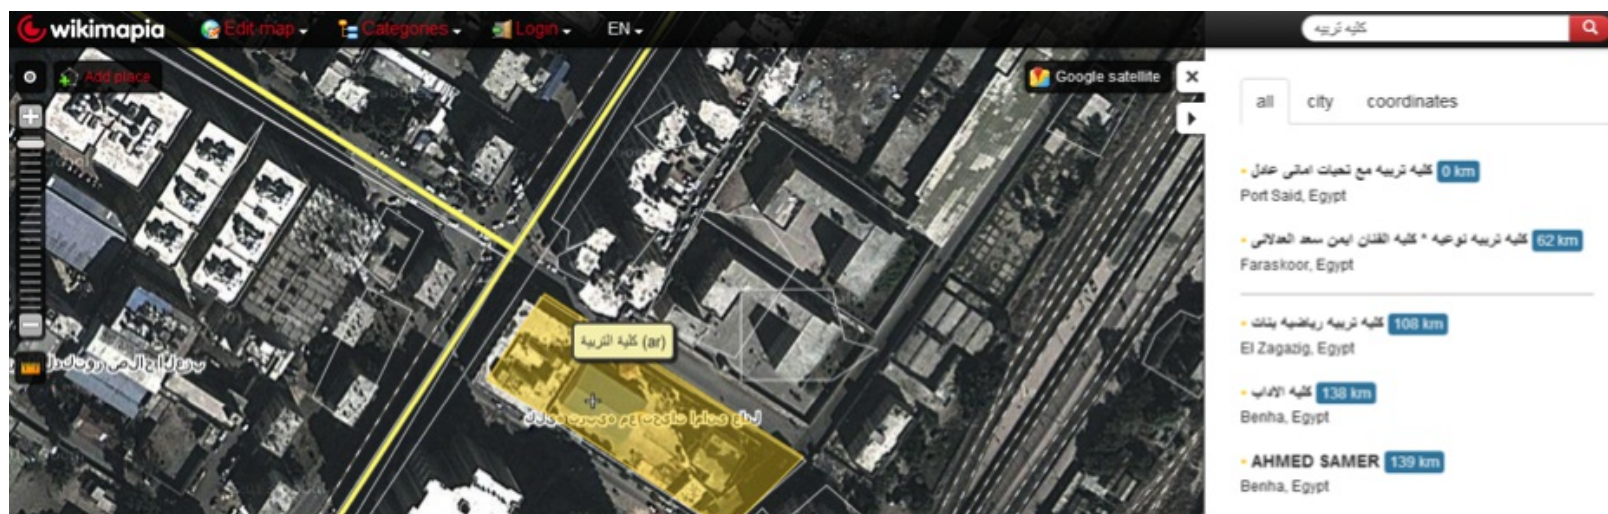 wikimapia Edit map Categories Login EN كليه تربيه
Add place Google satellite
all city coordinates
كليه تربيه مع تحيات امانى عادل 0 km
Port Said, Egypt
كليه تربيه نوعيه * كليه الفنان ايمن سعد العدلانى 62 km
Faraskoor, Egypt
كليه تربيه رياضيه بنات 108 km
El Zagazig, Egypt
كليه الاداب 138 km
Benha, Egypt
AHMED SAMER 139 km
Benha, Egypt
كلية التربية (ar)